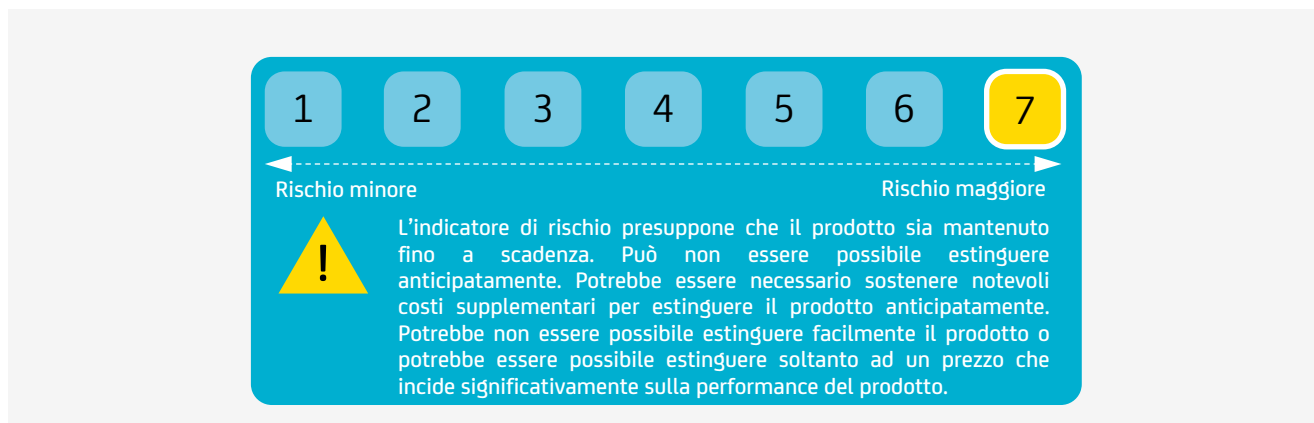 1 2 3 4 5 6 7
Rischio minore Rischio maggiore
!
L'indicatore di rischio presuppone che il prodotto sia mantenuto
fino a scadenza. Può non essere possibile estinguere
anticipatamente. Potrebbe essere necessario sostenere notevoli
costi supplementari per estinguere il prodotto anticipatamente.
Potrebbe non essere possibile estinguere facilmente il prodotto o
potrebbe essere possibile estinguere soltanto ad un prezzo che
incide significativamente sulla performance del prodotto.